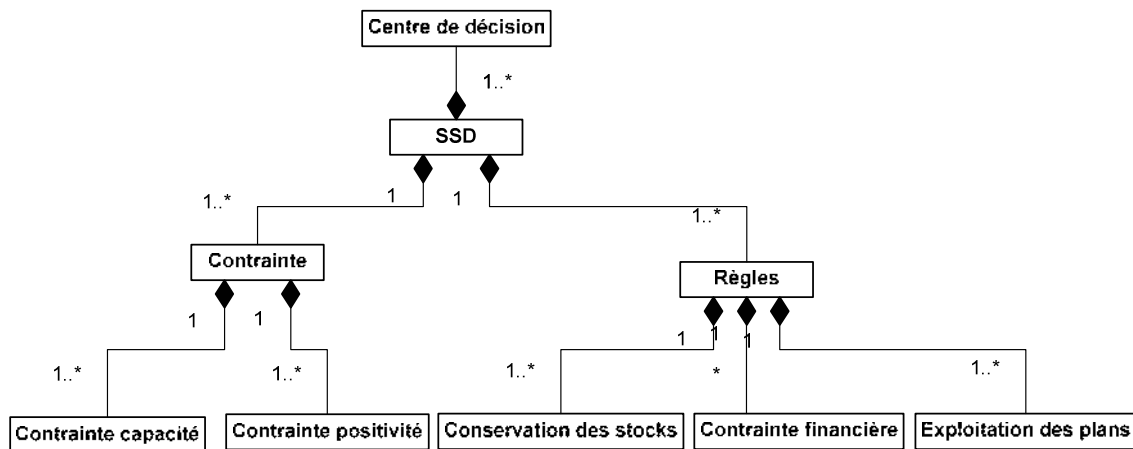 Centre de décision
1..*
SSD
1
1
1..*
1..*
Contrainte
Règles
1
1
1
1
1
1..*
1..*
1..*
*
1..*
Contrainte capacité
Contrainte positivité
Conservation des stocks
Contrainte financière
Exploitation des plans